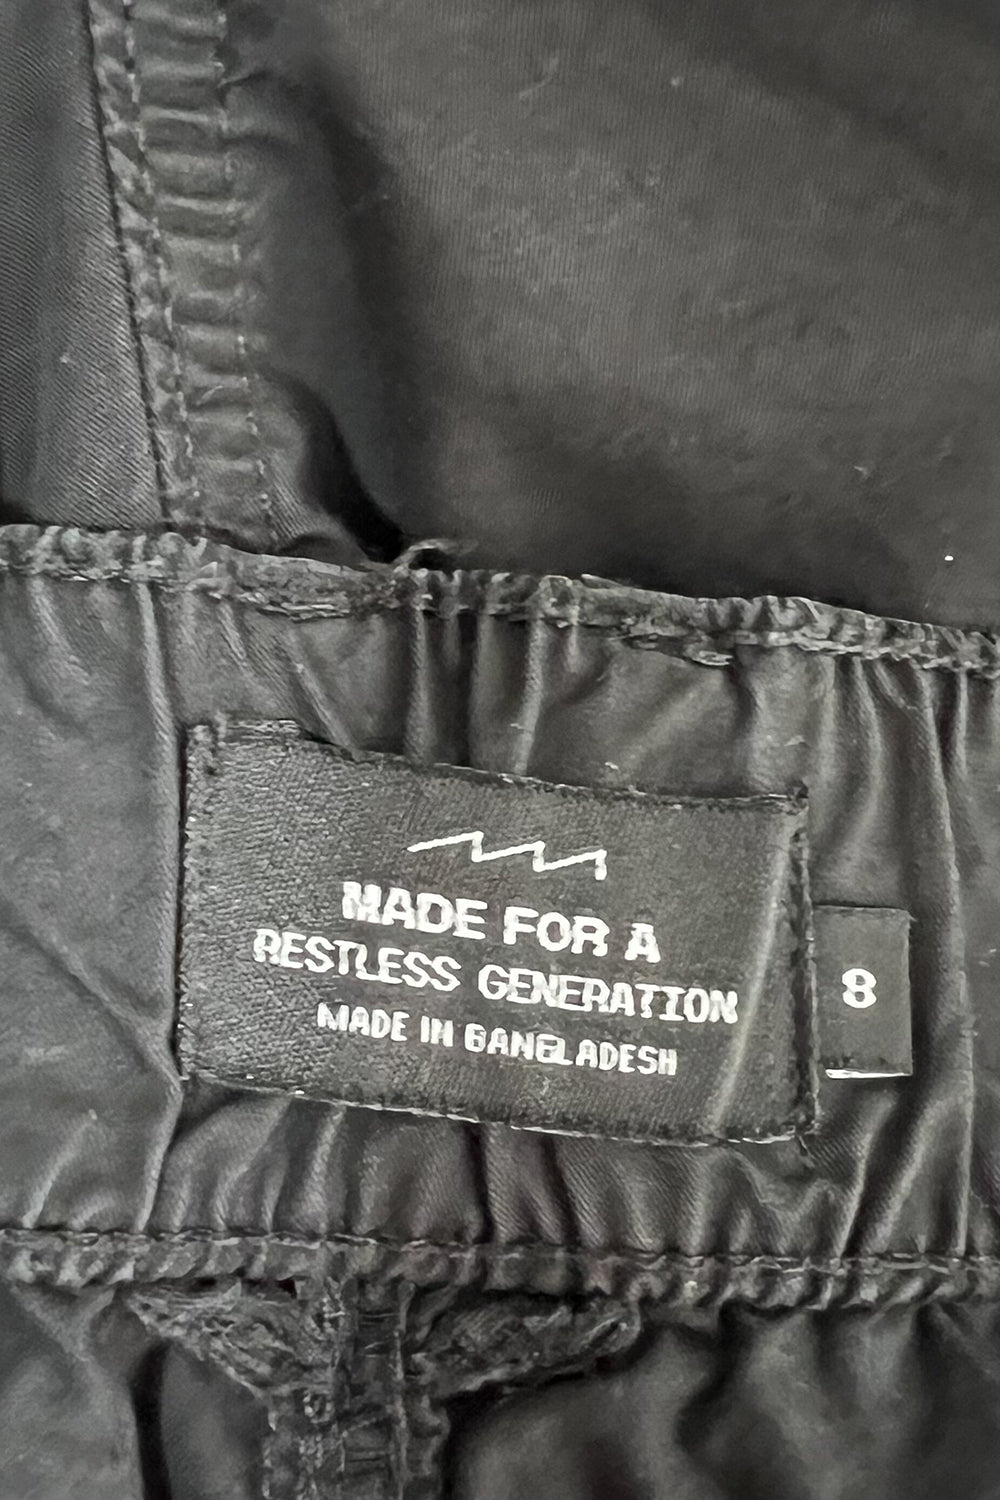 MADE FOR A
RESTLESS GENERATION
MADE IN BANGLADESH
8